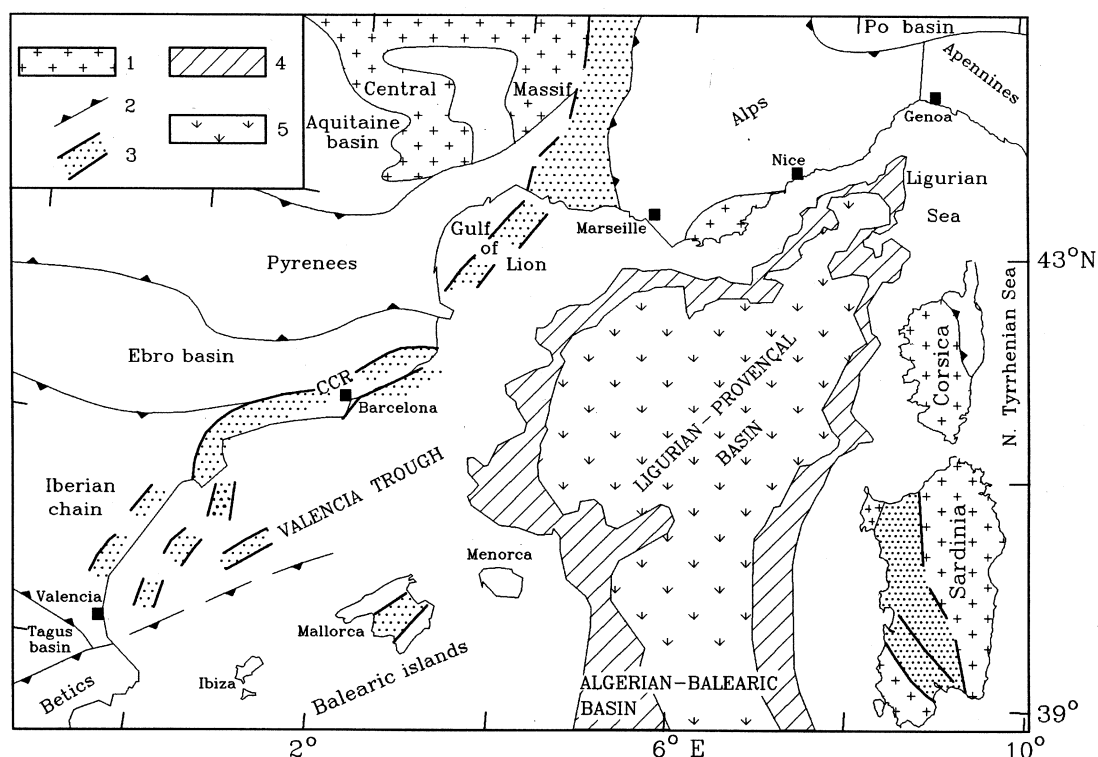 1
2
3
4
5
Po basin
Apennines
Central Massif
Aquitaine
basin
Alps
Genoa
Nice
Ligurian
Sea
Marseille
Gulf
of
Lion
Pyrenees
43°N
N. Tyrrhenian Sea
Corsica
Ebro basin
CCR
Barcelona
LIGURIAN-PROVENÇAL
BASIN
VALENCIA TROUGH
Iberian
chain
Menorca
Sardinia
Valencia
Tagus
basin
Mallorca
Betics
Ibiza
Balearic islands
ALGERIAN-BALEARIC
BASIN
39°
2°
6° E
10°